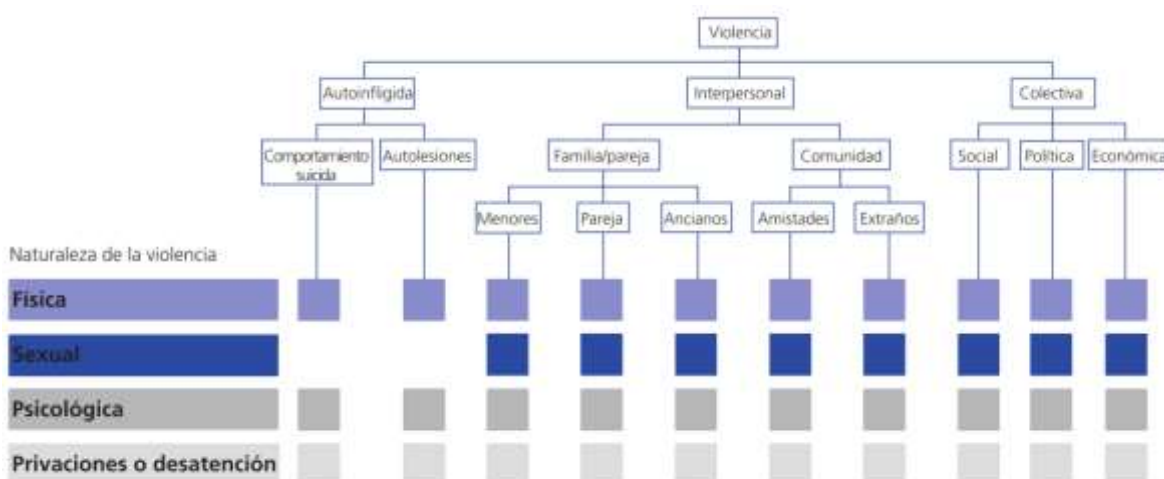 Violencia
Autoinfligida
Interpersonal
Colectiva
Comportamiento
suicida
Autolesiones
Familia/pareja
Comunidad
Social
Política
Económica
Menores
Pareja
Ancianos
Amistades
Extraños
Naturaleza de la violencia
Física
Sexual
Psicológica
Privaciones o desatención